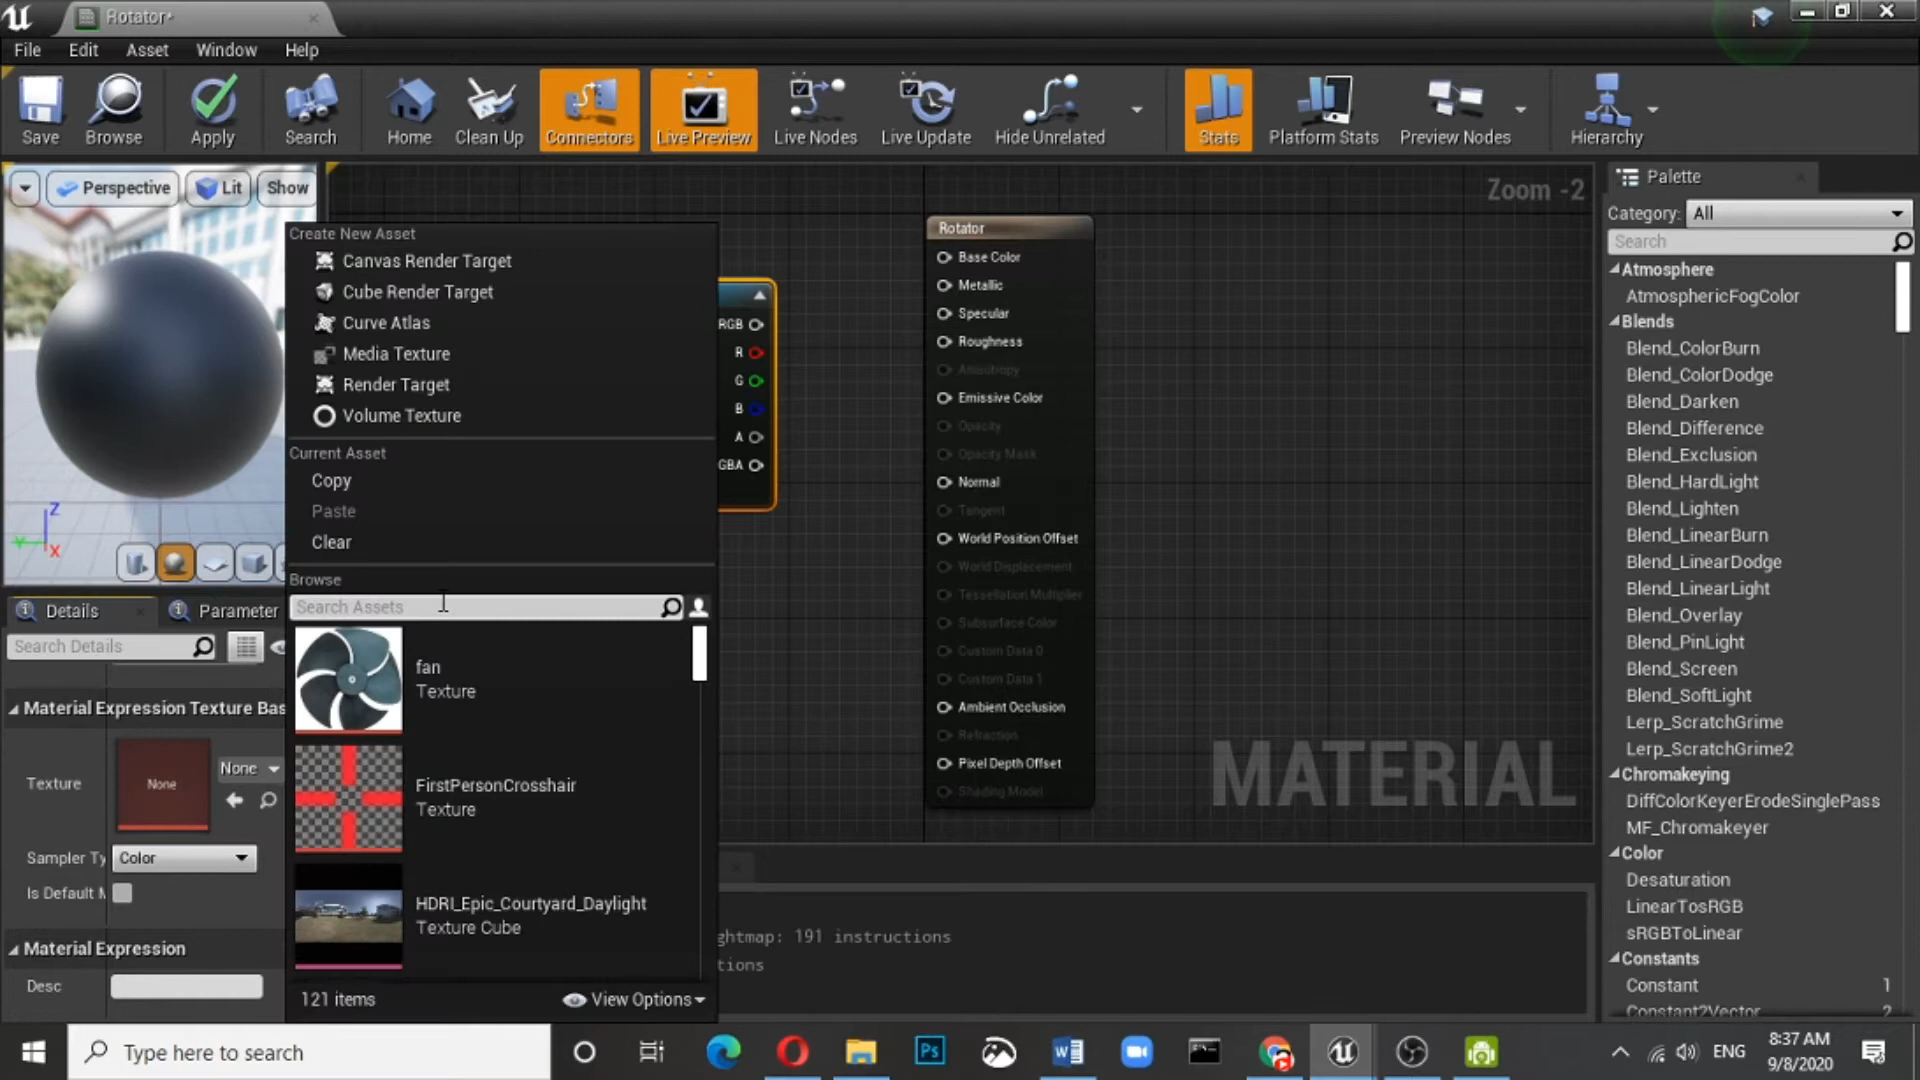 Rotator*
File Edit Asset Window Help
Save Browse Apply Search Home Clean Up Connectors Live Preview Live Nodes Live Update Hide Unrelated Stats Platform Stats Preview Nodes Hierarchy
Perspective Lit Show
Create New Asset
Canvas Render Target
Cube Render Target
Curve Atlas
Media Texture
Render Target
Volume Texture
Current Asset
Copy
Paste
Clear
Browse
Search Assets
fan
Texture
FirstPersonCrosshair
Texture
HDRI_Epic_Courtyard_Daylight
Texture Cube
121 items View Options
Z
Y
X
Details Parameter
Search Details
Material Expression Texture Bas
Texture None None
Sampler Ty Color
Is Default M
Material Expression
Desc
RGB
R
G
B
A
GBA
Zoom -2
Rotator
Base Color
Metallic
Specular
Roughness
Anisotropy
Emissive Color
Opacity
Opacity Mask
Normal
Tangent
World Position Offset
World Displacement
Tessellation Multiplier
Subsurface Color
Custom Data 0
Custom Data 1
Ambient Occlusion
Refraction
Pixel Depth Offset
Shading Model
MATERIAL
ghtmap: 191 instructions
tions
Palette
Category: All
Search
Atmosphere
AtmosphericFogColor
Blends
Blend_ColorBurn
Blend_ColorDodge
Blend_Darken
Blend_Difference
Blend_Exclusion
Blend_HardLight
Blend_Lighten
Blend_LinearBurn
Blend_LinearDodge
Blend_LinearLight
Blend_Overlay
Blend_PinLight
Blend_Screen
Blend_SoftLight
Lerp_ScratchGrime
Lerp_ScratchGrime2
Chromakeying
DiffColorKeyerErodeSinglePass
MF_Chromakeyer
Color
Desaturation
LinearTosRGB
sRGBToLinear
Constants
Constant 1
Constant2Vector 2
Type here to search
Ps
ENG
8:37 AM
9/8/2020